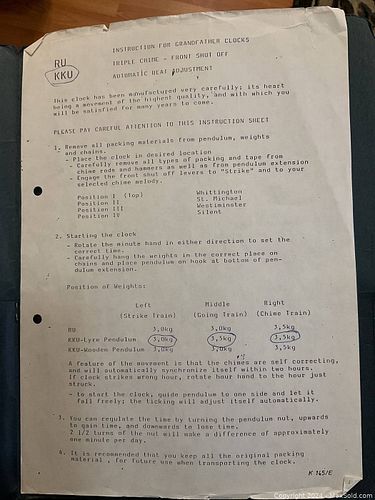 INSTRUCTION FOR GRANDFATHER CLOCKS
RU
KKU
TRIPLE CHIME - FRONT SHUT OFF
AUTOMATIC BEAT ADJUSTMENT
This clock has been manufactured very carefully; its heart
being a movement of the highest quality, and with which you
will be satisfied for many years to come.
PLEASE PAY CAREFUL ATTENTION TO THIS INSTRUCTION SHEET
1. Remove all packing materials from pendulum, weights
and chains.
- Place the clock in desired location
- Carefully remove all types of packing and tape from
chime rods and hammers as well as from pendulum extension
- Engage the front shut off levers to "Strike" and to your
selected chime melody.
Position I (top) Whittington
Position II St. Michael
Position III Westminster
Position IV Silent
2. Starting the clock
- Rotate the minute hand in either direction to set the
correct time.
- Carefully hang the weights in the correct place on
chains and place pendulum on hook at bottom of pen-
dulum extension.
Position of Weights:
Left Middle Right
(Strike Train) (Going Train) (Chime Train)
RU 3,0kg 3,0kg 3,5kg
KKU-Lyre Pendulum 3,0kg 3,5kg 3,5kg
KKU-Wooden Pendulum 3,0kg 3,0kg 3,5kg
A feature of the movement is that the chimes are self correcting,
and will automatically synchronize itself within two hours.
If clock strikes wrong hour, rotate hour hand to the hour just
struck.
- to start the clock, guide pendulum to one side and let it
fall freely; the ticking will adjust itself automatically.
3. You can regulate the time by turning the pendulum nut, upwards
to gain time, and downwards to lose time.
2 1/2 turns of the nut will make a difference of approximately
one minute per day.
4. It is recommended that you keep all the original packing
material, for future use when transporting the clock.
K 165/E
Copyright 2024 - MaxSold.com